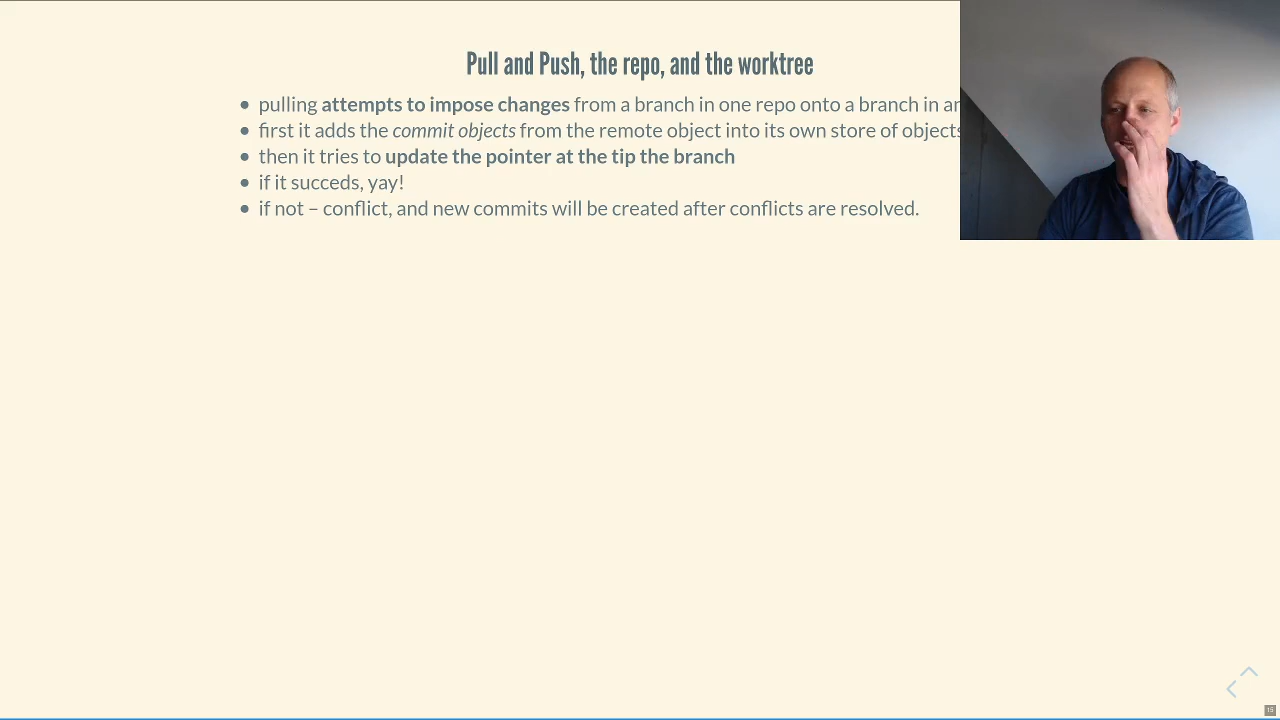 Pull and Push, the repo, and the worktree
• pulling attempts to impose changes from a branch in one repo onto a branch in
• first it adds the commit objects from the remote object into its own store of objects
• then it tries to update the pointer at the tip the branch
• if it succeds, yay!
• if not – conflict, and new commits will be created after conflicts are resolved.
15